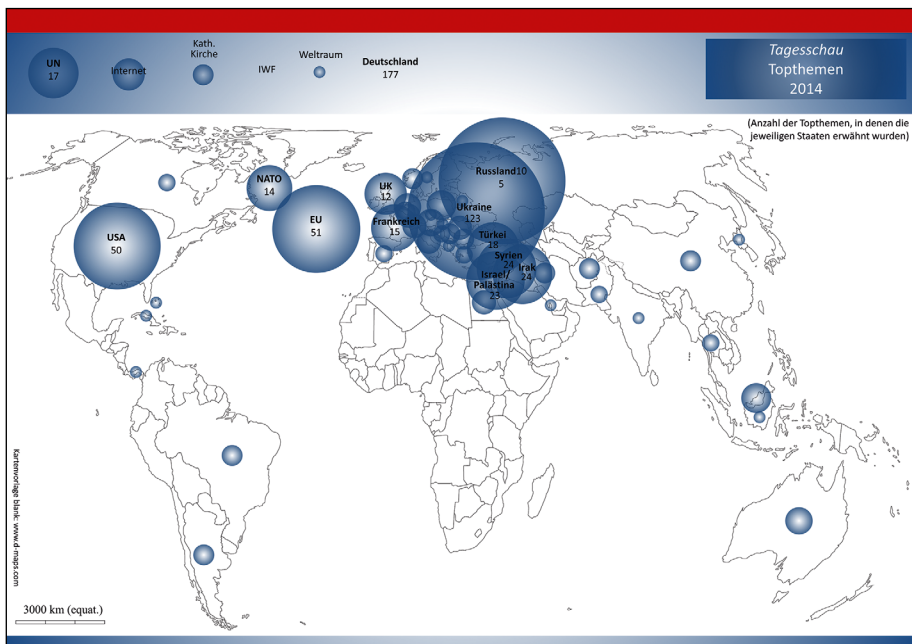 UN
17
Internet
Kath.
Kirche
IWF
Weltraum
Deutschland
177
Tagesschau
Topthemen
2014
(Anzahl der Topthemen, in denen die
jeweiligen Staaten erwähnt wurden)
NATO
14
EU
51
USA
50
UK
12
Frankreich
15
Russland10
5
Ukraine
123
Türkei
18
Syrien
24
Irak
24
Israel/
Palästina
23
Kartenvorlage blank: www.d-maps.com
3000 km (equat.)